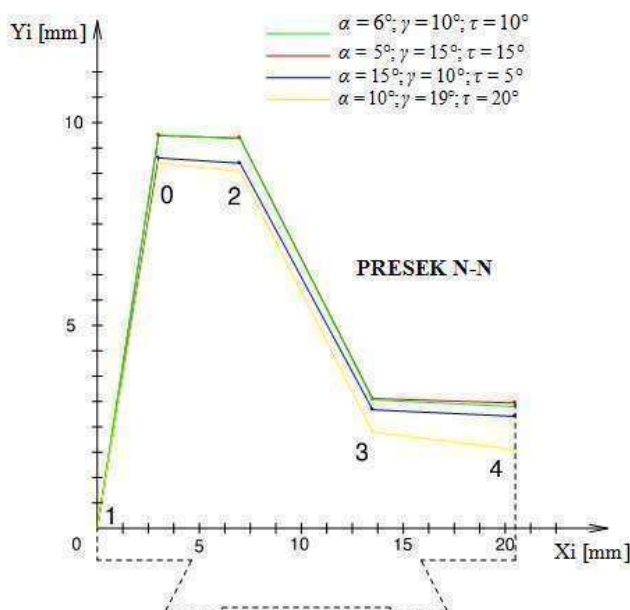 Yi [mm]
α = 6°; γ = 10°; τ = 10°
α = 5°; γ = 15°; τ = 15°
α = 15°; γ = 10°; τ = 5°
α = 10°; γ = 19°; τ = 20°
10
0 2
PRESEK N-N
5
3 4
1
0 5 10 15 20
Xi [mm]